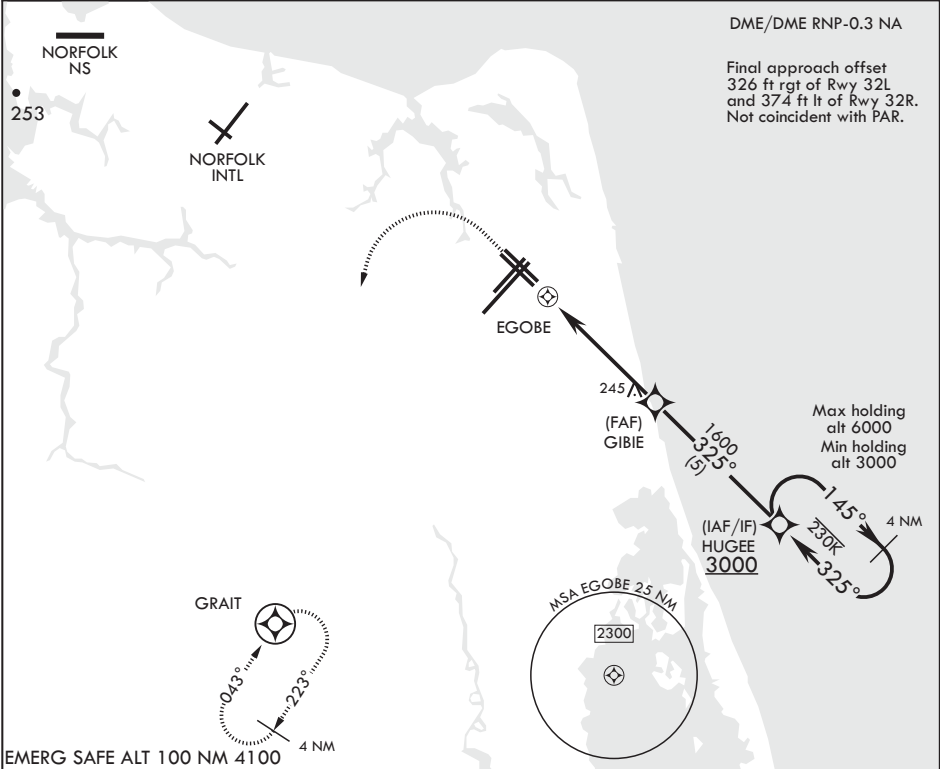 DME/DME RNP-0.3 NA
NORFOLK
NS
Final approach offset
326 ft rgt of Rwy 32L
and 374 ft lt of Rwy 32R.
Not coincident with PAR.
253
NORFOLK
INTL
EGOBE
245
(FAF)
GIBIE
1600
325°
(5)
Max holding
alt 6000
Min holding
alt 3000
145°
4 NM
230K
325°
(IAF/IF)
HUGEE
3000
GRAIT
043°
223°
4 NM
MSA EGOBE 25 NM
2300
EMERG SAFE ALT 100 NM 4100